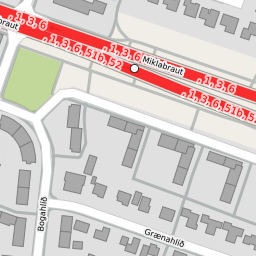 , 1, 3, 6
braut
, 1, 3, 6, 51b, 52
, 1, 3, 6
Miklabraut
, 1, 3, 6
, 1, 3, 6, 51b, 52
Bogahlíð
Grænahlíð